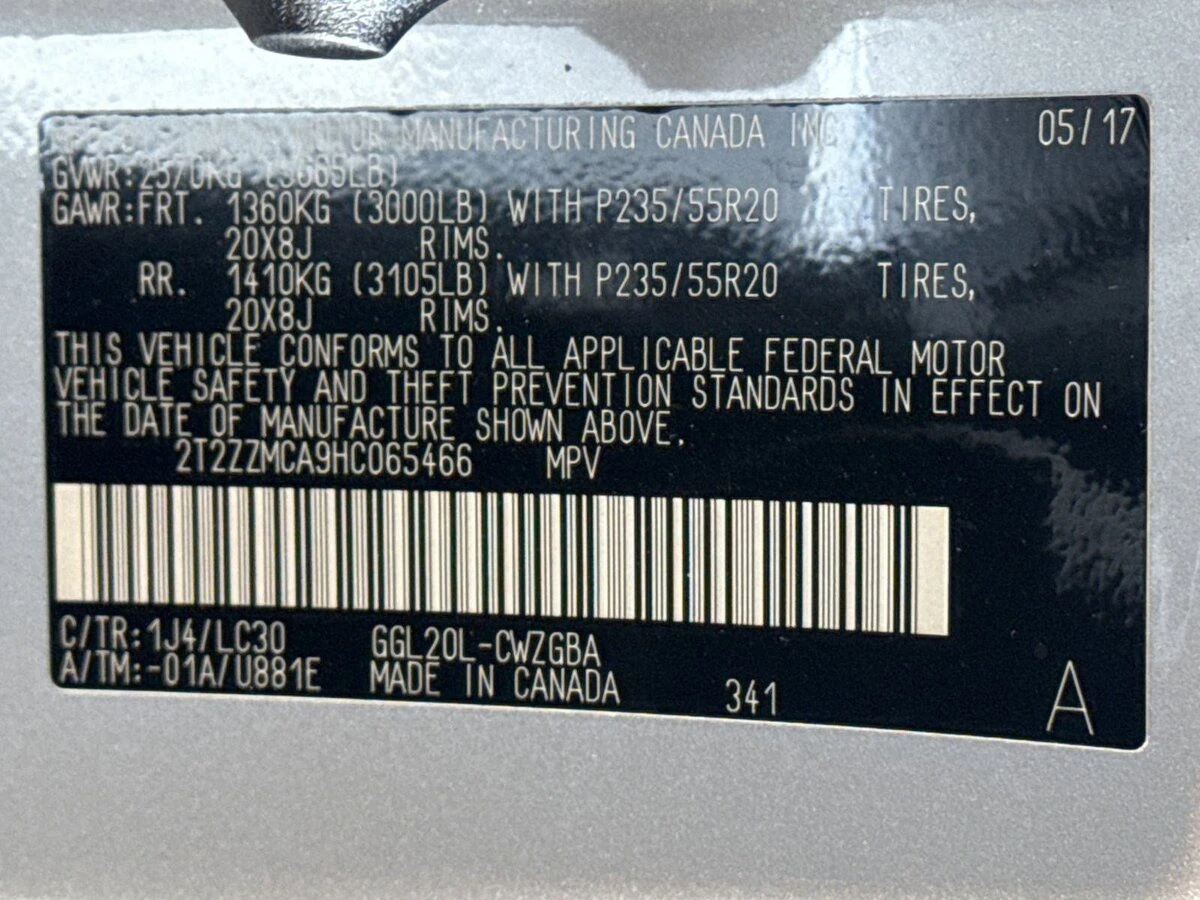 MANUFACTURING CANADA INC 05/17
GVWR:2570KG (5665LB)
GAWR:FRT. 1360KG (3000LB) WITH P235/55R20 TIRES,
20X8J RIMS.
RR. 1410KG (3105LB) WITH P235/55R20 TIRES,
20X8J RIMS.
THIS VEHICLE CONFORMS TO ALL APPLICABLE FEDERAL MOTOR
VEHICLE SAFETY AND THEFT PREVENTION STANDARDS IN EFFECT ON
THE DATE OF MANUFACTURE SHOWN ABOVE.
2T2ZZMCA9HC065466 MPV
C/TR:1J4/LC30 GGL20L-CWZGBA
A/TM:-01A/U881E MADE IN CANADA 341 A